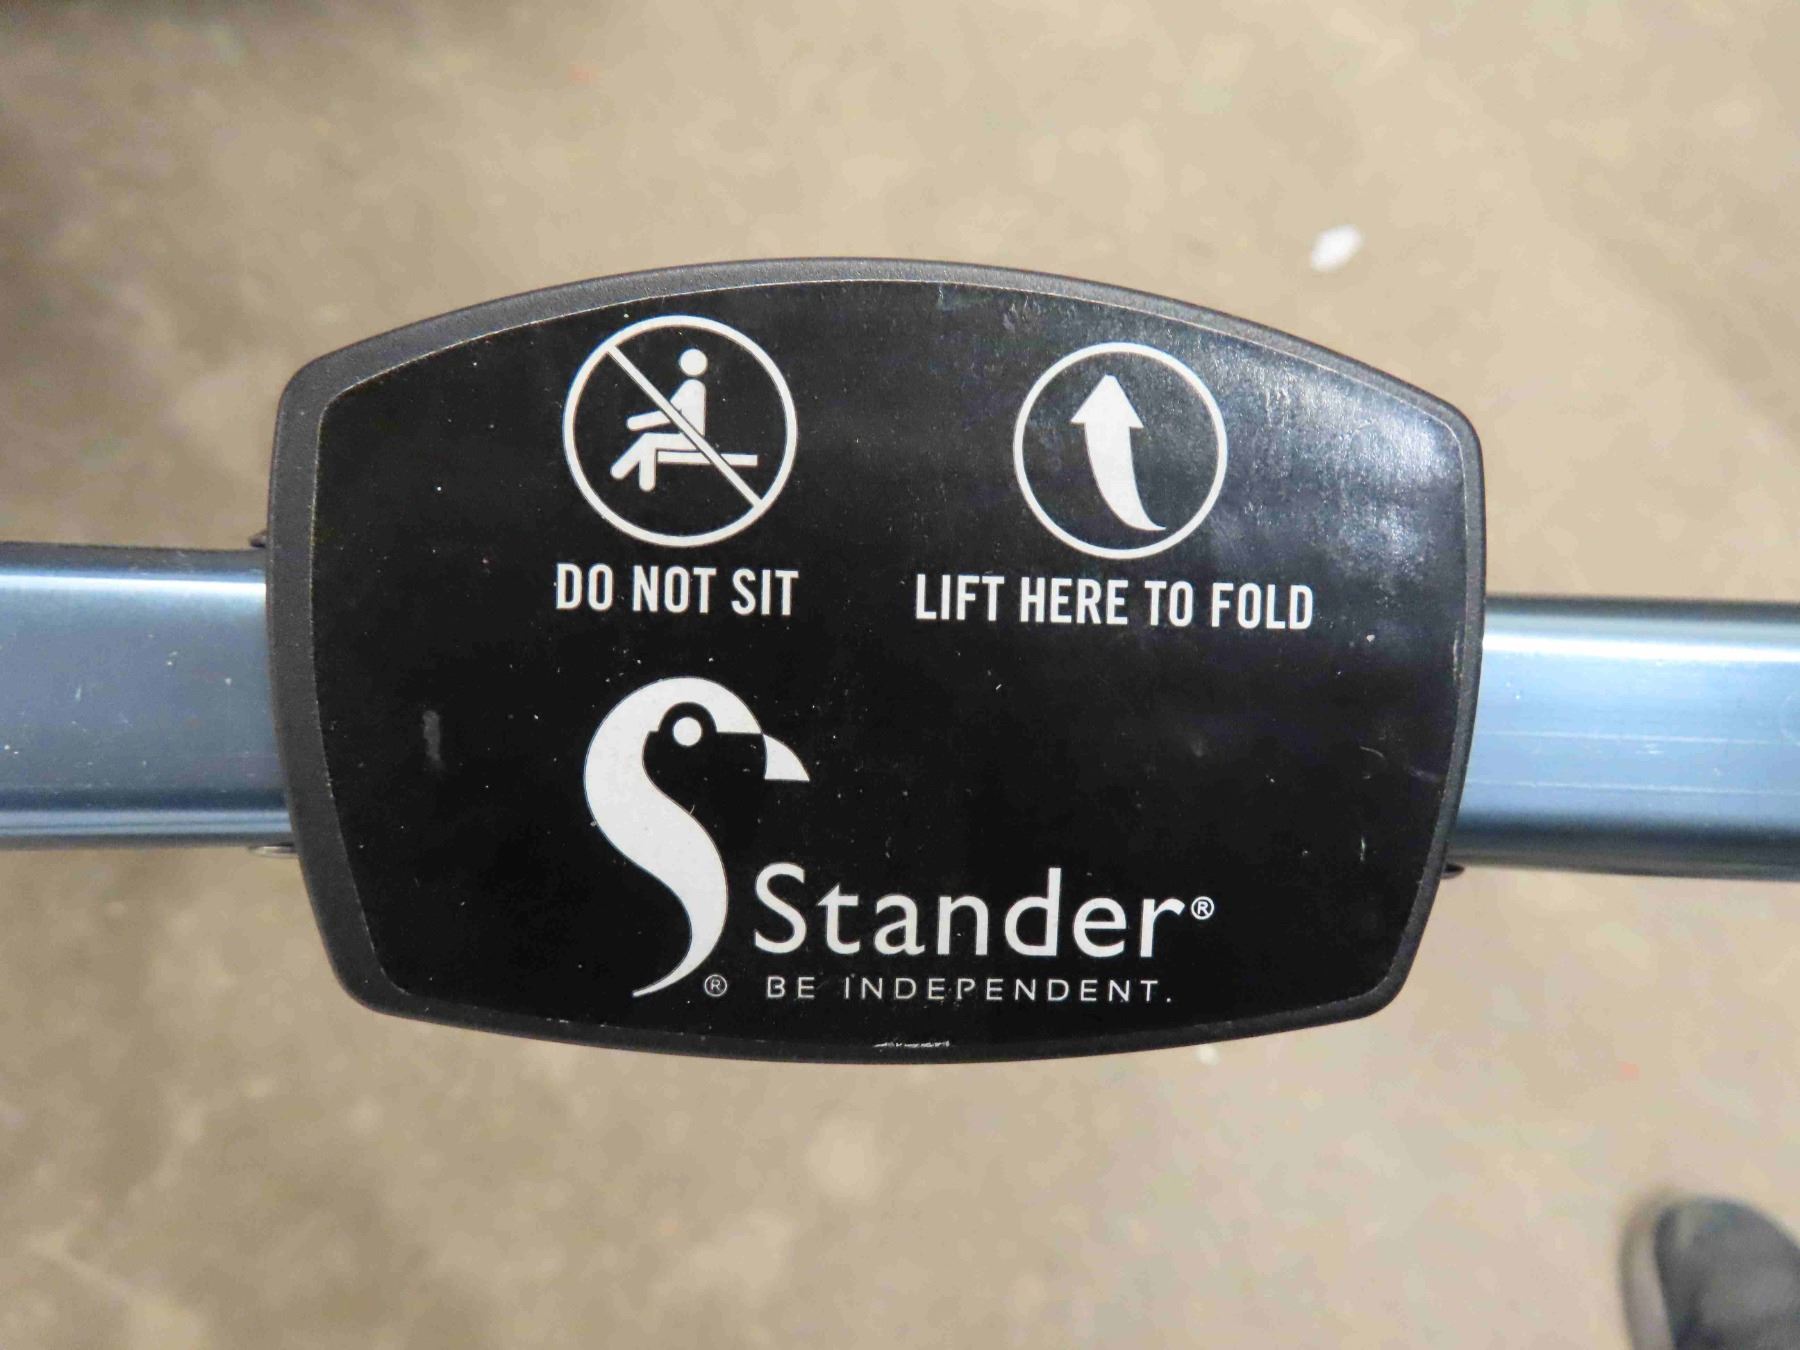 DO NOT SIT
LIFT HERE TO FOLD
Stander®
® BE INDEPENDENT.